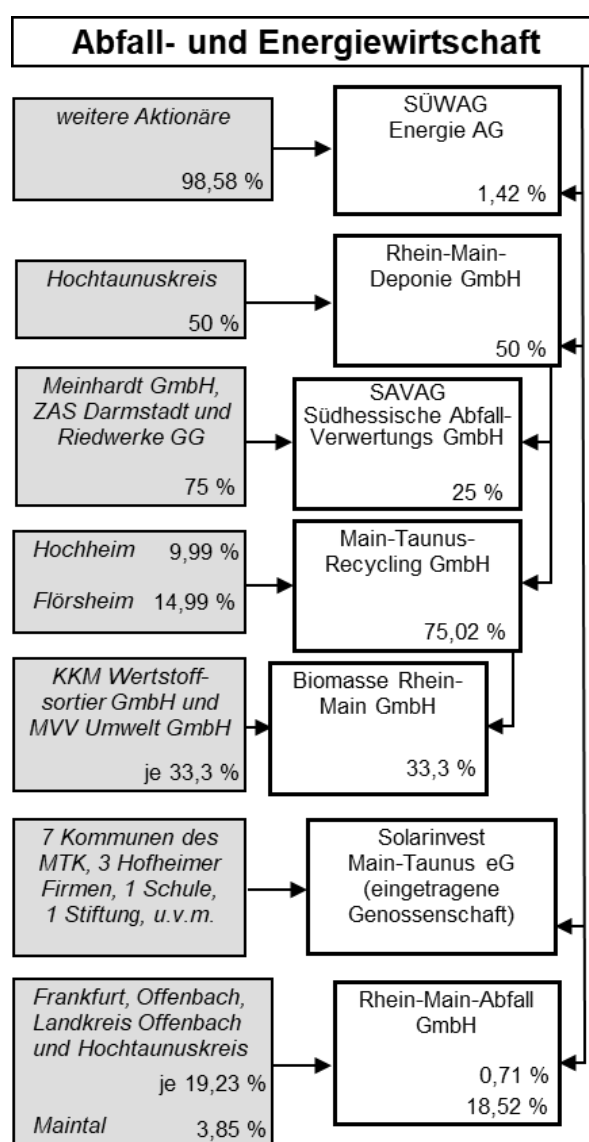 Abfall- und Energiewirtschaft
weitere Aktionäre
98,58 %
SÜWAG
Energie AG
1,42 %
Hochtaunuskreis
50 %
Rhein-Main-
Deponie GmbH
50 %
Meinhardt GmbH,
ZAS Darmstadt und
Riedwerke GG
75 %
SAVAG
Südhessische Abfall-
Verwertungs GmbH
25 %
Hochheim 9,99 %
Flörsheim 14,99 %
Main-Taunus-
Recycling GmbH
75,02 %
KKM Wertstoff-
sortier GmbH und
MVV Umwelt GmbH
je 33,3 %
Biomasse Rhein-
Main GmbH
33,3 %
7 Kommunen des
MTK, 3 Hofheimer
Firmen, 1 Schule,
1 Stiftung, u.v.m.
Solarinvest
Main-Taunus eG
(eingetragene
Genossenschaft)
Frankfurt, Offenbach,
Landkreis Offenbach
und Hochtaunuskreis
je 19,23 %
Maintal 3,85 %
Rhein-Main-Abfall
GmbH
0,71 %
18,52 %